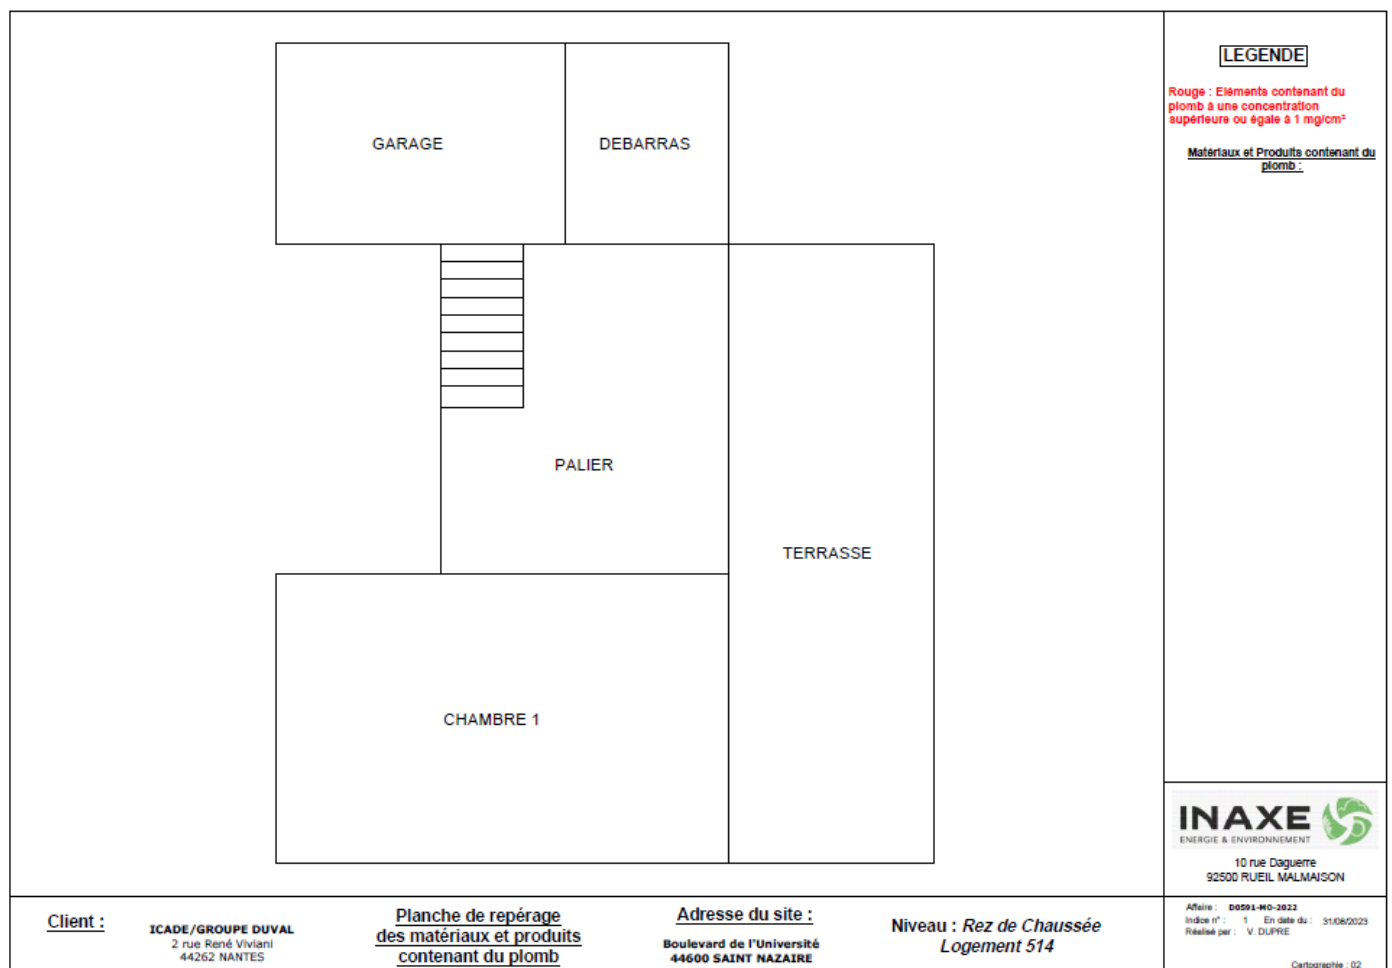 GARAGE
DEBARRAS
PALIER
TERRASSE
CHAMBRE 1
LEGENDE
Rouge : Eléments contenant du
plomb à une concentration
supérieure ou égale à 1 mg/cm²
Matériaux et Produits contenant du
plomb :
INAXE
ENERGIE & ENVIRONNEMENT
10 rue Daguerre
92500 RUEIL MALMAISON
Client :
ICADE/GROUPE DUVAL
2 rue René Viviani
44262 NANTES
Planche de repérage
des matériaux et produits
contenant du plomb
Adresse du site :
Boulevard de l'Université
44600 SAINT NAZAIRE
Niveau : Rez de Chaussée
Logement 514
Affaire : D0591-MO-2022
Indice n° : 1 En date du : 31/08/2023
Réalisé par : V. DUPRE
Cartographie : 02